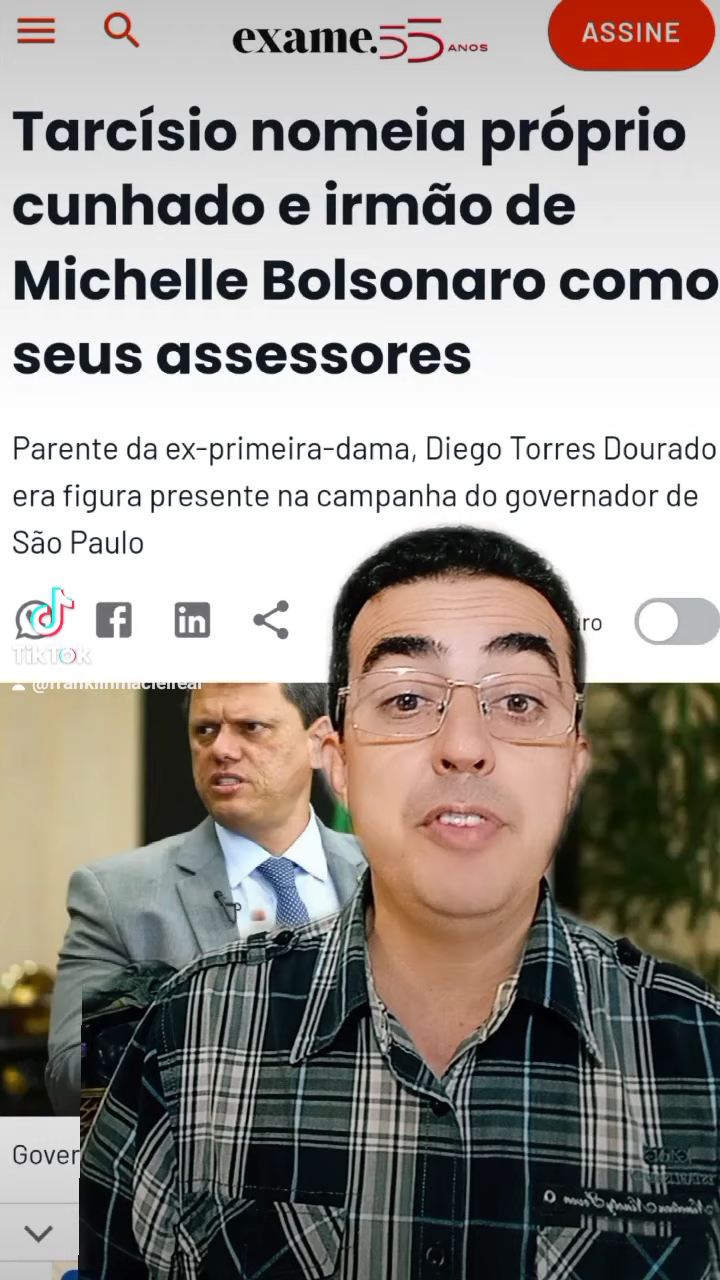 exame.55 ANOS
ASSINE
Tarcísio nomeia próprio
cunhado e irmão de
Michelle Bolsonaro como
seus assessores
Parente da ex-primeira-dama, Diego Torres Dourado
era figura presente na campanha do governador de
São Paulo
TikTok
@franklinmacielreal
Gover